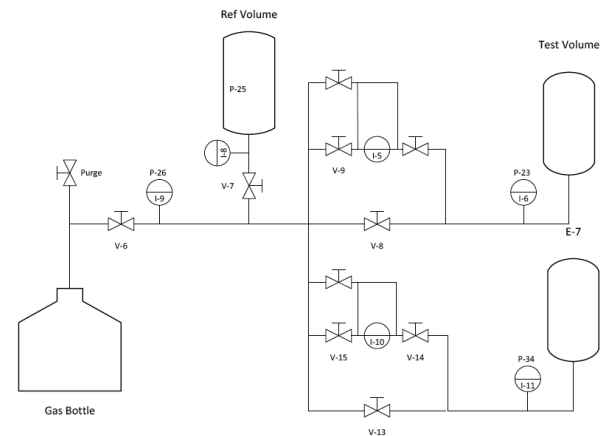 Ref Volume
Test Volume
P-25
I-8
V-9
I-5
Purge
P-26
I-9
V-7
P-23
I-6
V-6
V-8
E-7
V-15
I-10
V-14
P-34
I-11
Gas Bottle
V-13